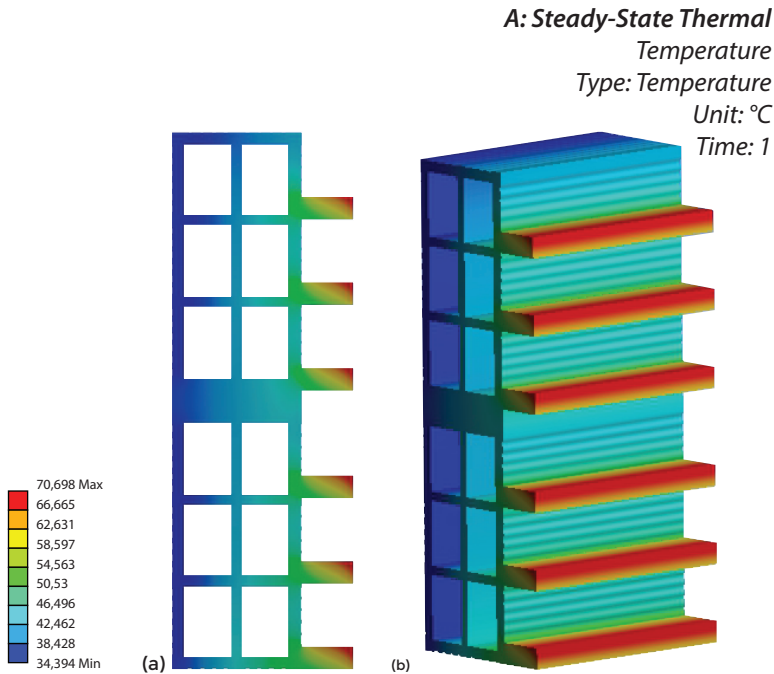 A: Steady-State Thermal
Temperature
Type: Temperature
Unit: °C
Time: 1
70,698 Max
66,665
62,631
58,597
54,563
50,53
46,496
42,462
38,428
34,394 Min
(a)
(b)